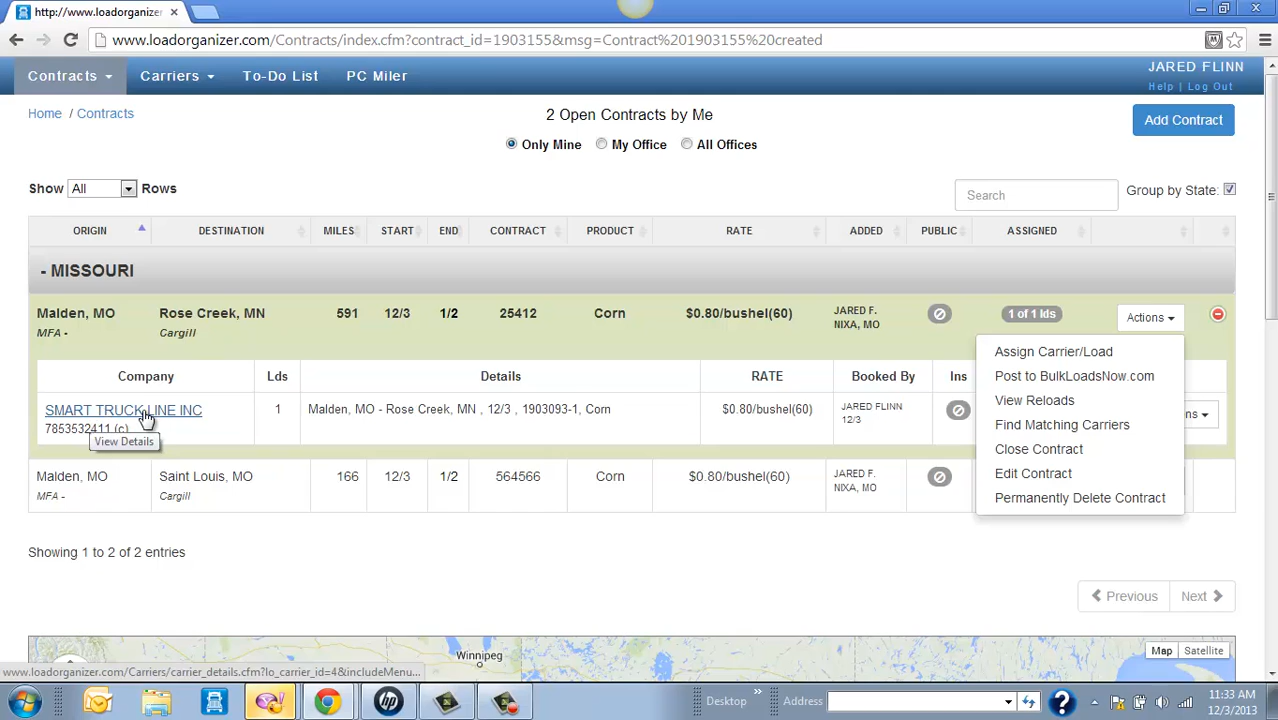 http://www.loadorganizer
www.loadorganizer.com/Contracts/index.cfm?contract_id=1903155&msg=Contract%201903155%20created
Contracts Carriers To-Do List PC Miler
JARED FLINN
Help | Log Out
Home / Contracts
2 Open Contracts by Me
Add Contract
Only Mine My Office All Offices
Show All Rows
Search
Group by State:
ORIGIN DESTINATION MILES START END CONTRACT PRODUCT RATE ADDED PUBLIC ASSIGNED
- MISSOURI
Malden, MO Rose Creek, MN 591 12/3 1/2 25412 Corn $0.80/bushel(60) JARED F. 1 of 1 lds Actions
MFA - Cargill NIXA, MO
Assign Carrier/Load
Post to BulkLoadsNow.com
View Reloads
Find Matching Carriers
Close Contract
Edit Contract
Permanently Delete Contract
Company Lds Details RATE Booked By Ins
SMART TRUCK LINE INC 1 Malden, MO - Rose Creek, MN , 12/3 , 1903093-1, Corn $0.80/bushel(60) JARED FLINN
7853532411 (c) 12/3
View Details
Malden, MO Saint Louis, MO 166 12/3 1/2 564566 Corn $0.80/bushel(60) JARED F.
MFA - Cargill NIXA, MO
Showing 1 to 2 of 2 entries
Previous Next
Winnipeg
Map Satellite
www.loadorganizer.com/Carriers/carrier_details.cfm?lo_carrier_id=4&includeMenu...
Desktop » Address
11:33 AM
12/3/2013